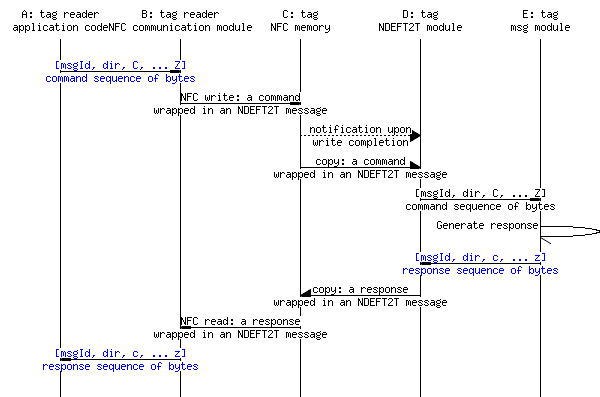 A: tag reader
application code
B: tag reader
NFC communication module
C: tag
NFC memory
D: tag
NDEFT2T module
E: tag
msg module
[msgId, dir, C, ... Z]
command sequence of bytes
NFC write: a command
wrapped in an NDEFT2T message
notification upon
write completion
copy: a command
wrapped in an NDEFT2T message
[msgId, dir, C, ... Z]
command sequence of bytes
Generate response
[msgId, dir, c, ... z]
response sequence of bytes
copy: a response
wrapped in an NDEFT2T message
NFC read: a response
wrapped in an NDEFT2T message
[msgId, dir, c, ... z]
response sequence of bytes